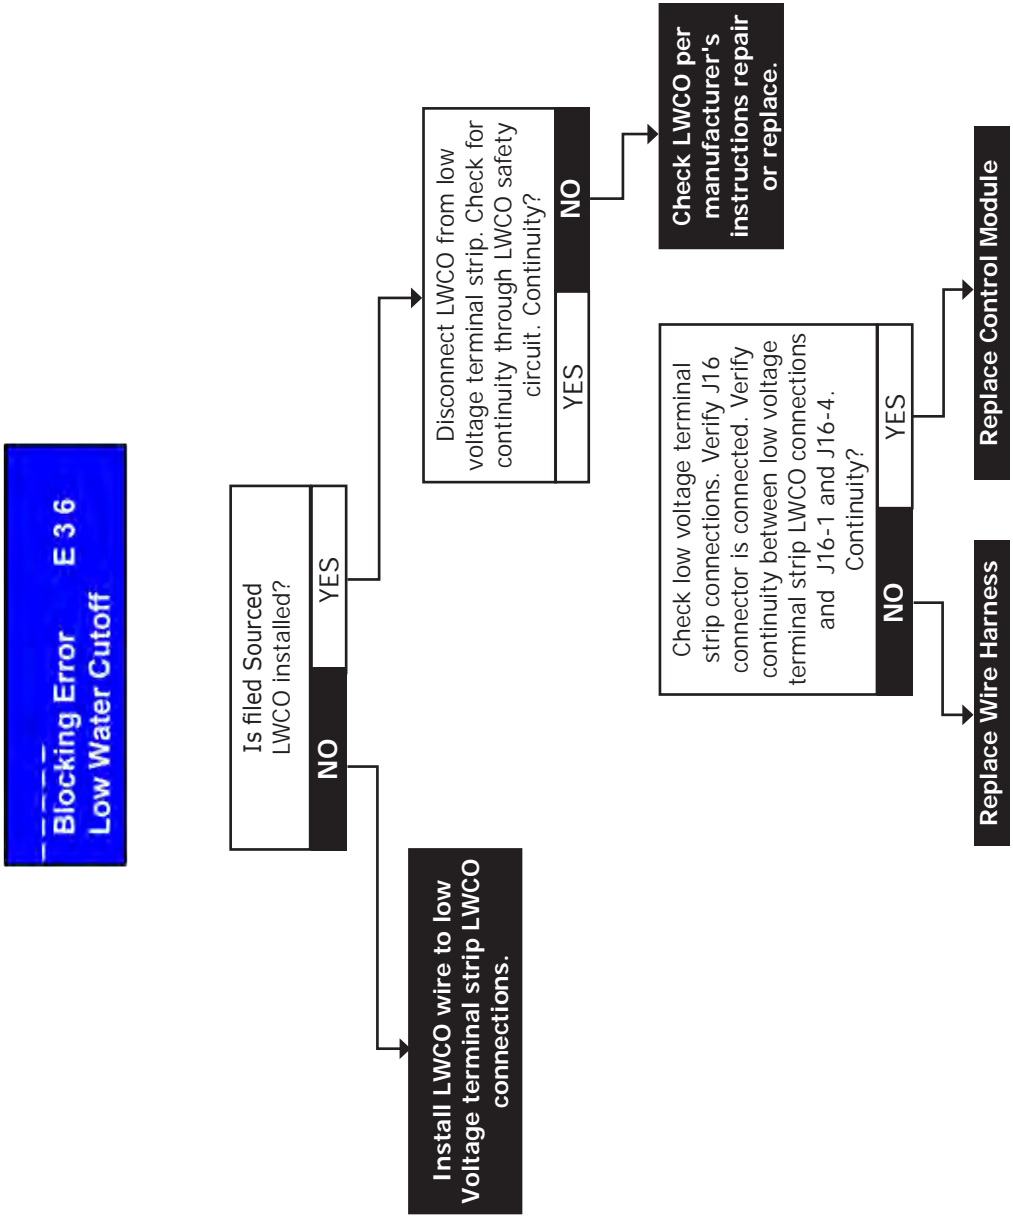 Blocking Error E 3 6
Low Water Cutoff
Is filed Sourced
LWCO installed?
NO
YES
Install LWCO wire to low
Voltage terminal strip LWCO
connections.
Disconnect LWCO from low
voltage terminal strip. Check for
continuity through LWCO safety
circuit. Continuity?
YES
NO
Check LWCO per
manufacturer's
instructions repair
or replace.
Check low voltage terminal
strip connections. Verify J16
connector is connected. Verify
continuity between low voltage
terminal strip LWCO connections
and J16-1 and J16-4.
Continuity?
NO
YES
Replace Wire Harness
Replace Control Module